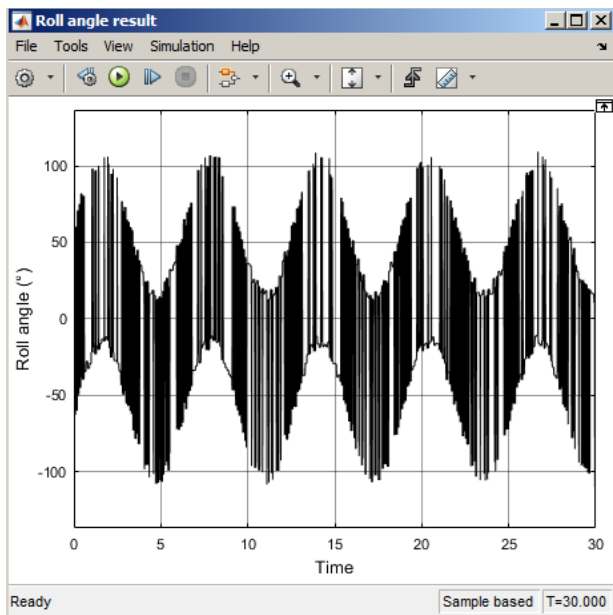 Roll angle result
File Tools View Simulation Help
100
50
0
-50
-100
Roll angle (°)
0 5 10 15 20 25 30
Time
Ready Sample based T=30.000